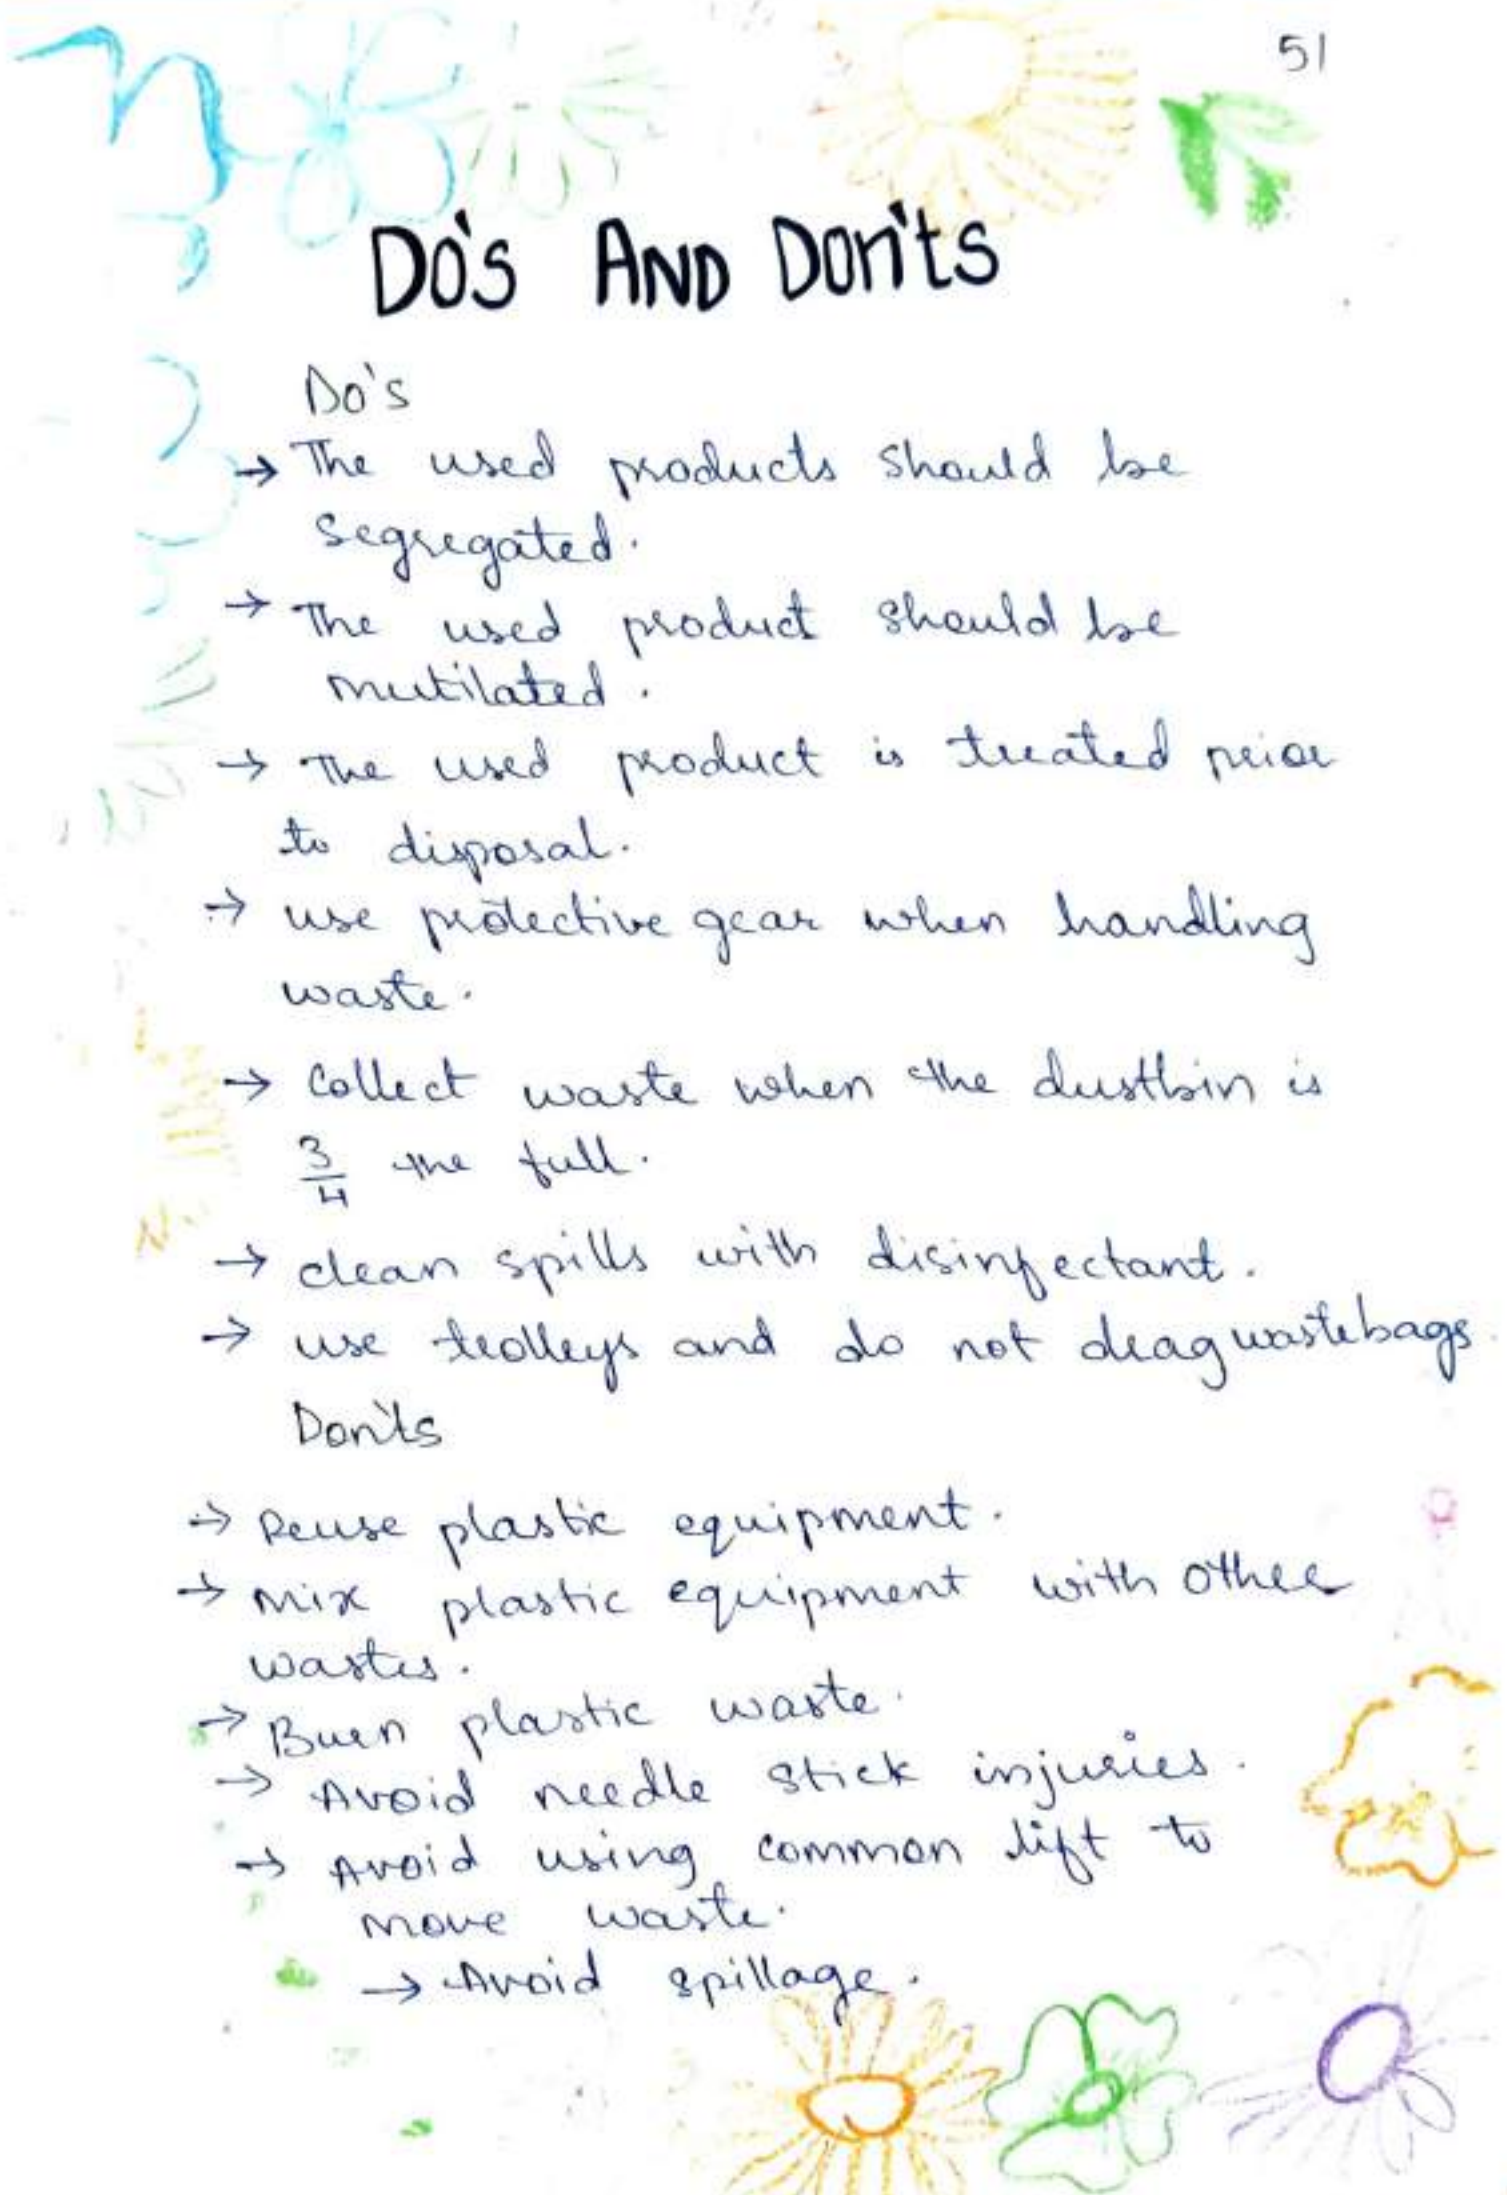 51
DO'S AND Don'ts
Do's
→ The used products should be
segregated.
→ The used product should be
mutilated.
→ The used product is treated prior
to disposal.
→ use protective gear when handling
waste.
→ Collect waste when the dustbin is
3/4 the full.
→ clean spills with disinfectant.
→ use trolleys and do not drag wastebags.
Don'ts
→ Reuse plastic equipment.
→ Mix plastic equipment with other
wastes.
→ Burn plastic waste.
→ Avoid needle stick injuries.
→ Avoid using common lift to
move waste.
→ Avoid spillage.